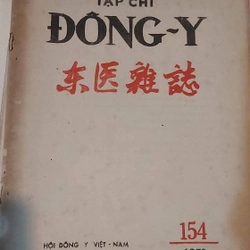 TẠP CHÍ
ĐÔNG-Y
东医雜誌
154
HỘI ĐÔNG Y VIỆT-NAM